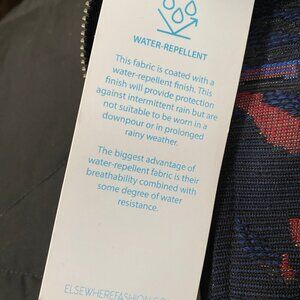 WATER-REPELLENT
This fabric is coated with a
water-repellent finish. This
finish will provide protection
against intermittent rain but are
not suitable to be worn in a
downpour or in prolonged
rainy weather.
The biggest advantage of
water-repellent fabric is their
breathability combined with
some degree of water
resistance.
ELSEWHEREFASHION.CO